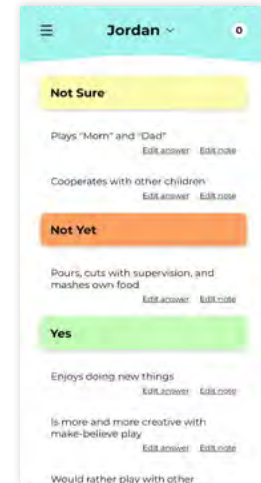 Jordan
0
Not Sure
Plays "Mom" and "Dad"
Edit answer Edit note
Cooperates with other children
Edit answer Edit note
Not Yet
Pours, cuts with supervision, and
mashes own food
Edit answer Edit note
Yes
Enjoys doing new things
Edit answer Edit note
Is more and more creative with
make-believe play
Edit answer Edit note
Would rather play with other